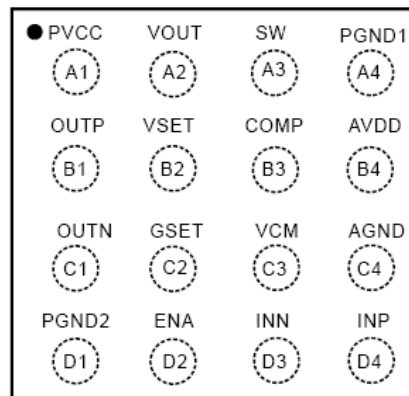 PVCC VOUT SW PGND1
A1 A2 A3 A4
OUTP VSET COMP AVDD
B1 B2 B3 B4
OUTN GSET VCM AGND
C1 C2 C3 C4
PGND2 ENA INN INP
D1 D2 D3 D4